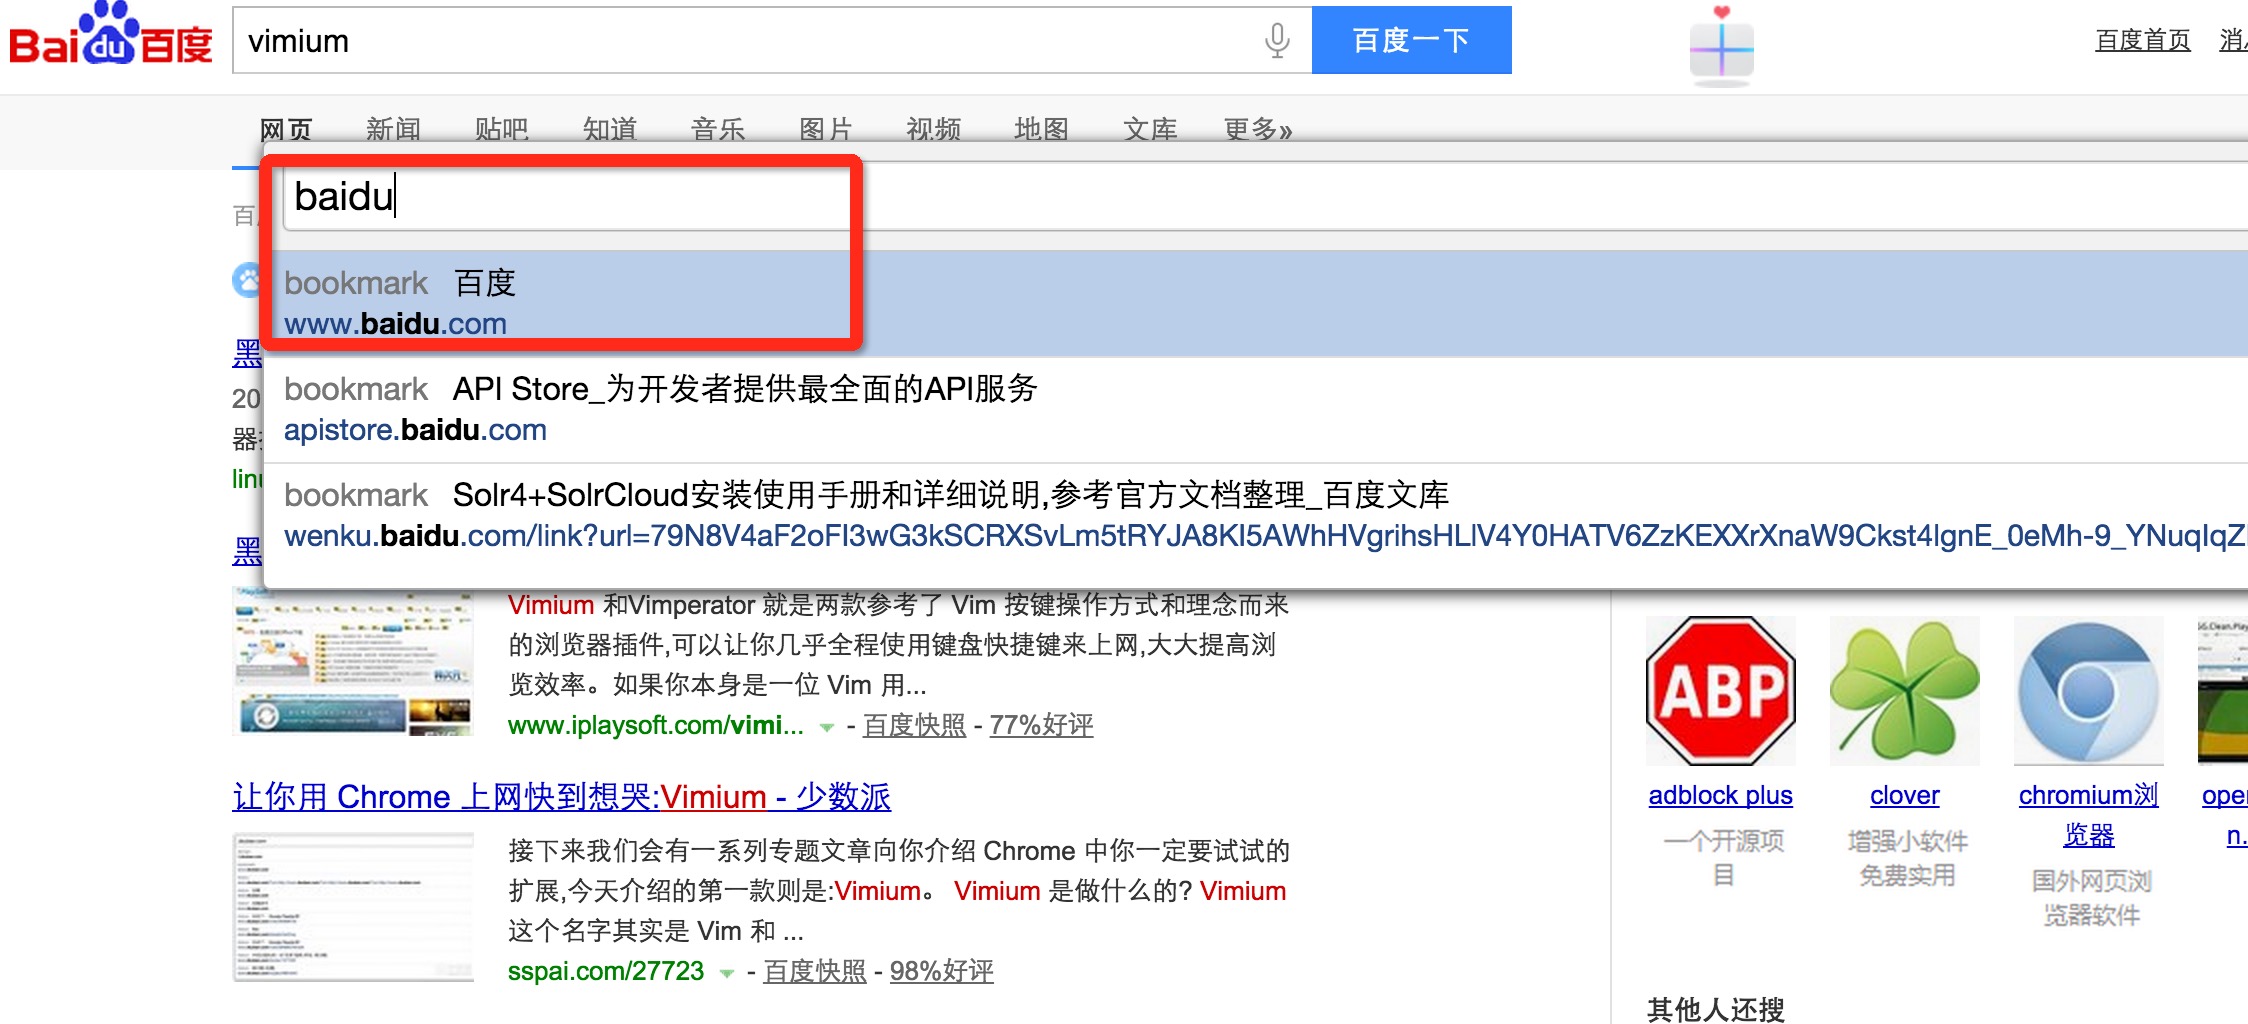 Baidu百度
vimium
百度一下
百度首页
网页 新闻 贴吧 知道 音乐 图片 视频 地图 文库 更多»
baidu
百
bookmark 百度
www.baidu.com
黑
bookmark API Store_为开发者提供最全面的API服务
20
apistore.baidu.com
器
bookmark Solr4+SolrCloud安装使用手册和详细说明,参考官方文档整理_百度文库
wenku.baidu.com/link?url=79N8V4aF2oFI3wG3kSCRXSvLm5tRYJA8KI5AWhHVgrihsHLlV4Y0HATV6ZzKEXXrXnaW9Ckst4lgnE_0eMh-9_YNuqIqZ
黑
Vimium 和Vimperator 就是两款参考了 Vim 按键操作方式和理念而来
的浏览器插件,可以让你几乎全程使用键盘快捷键来上网,大大提高浏
览效率。如果你本身是一位 Vim 用...
www.iplaysoft.com/vimi... - 百度快照 - 77%好评
让你用 Chrome 上网快到想哭:Vimium - 少数派
接下来我们会有一系列专题文章向你介绍 Chrome 中你一定要试试的
扩展,今天介绍的第一款则是:Vimium。 Vimium 是做什么的? Vimium
这个名字其实是 Vim 和 ...
sspai.com/27723 - 百度快照 - 98%好评
ABP
adblock plus
一个开源项
目
clover
增强小软件
免费实用
chromium浏
览器
国外网页浏
览器软件
oper
n.
其他人还搜